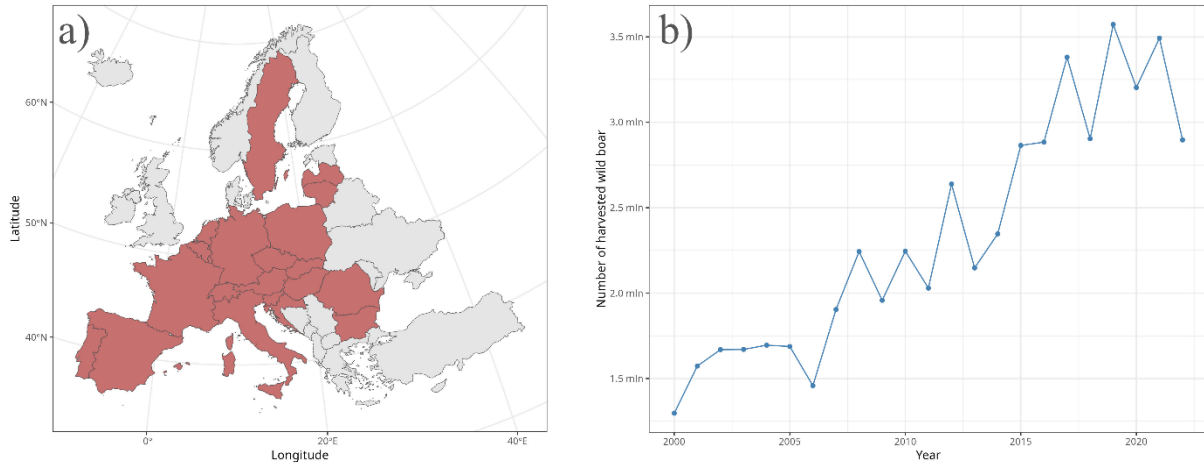 a)
60°N
50°N
40°N
Latitude
0°
20°E
40°E
Longitude
b)
3.5 mln
3.0 mln
2.5 mln
2.0 mln
1.5 mln
Number of harvested wild boar
2000
2005
2010
2015
2020
Year